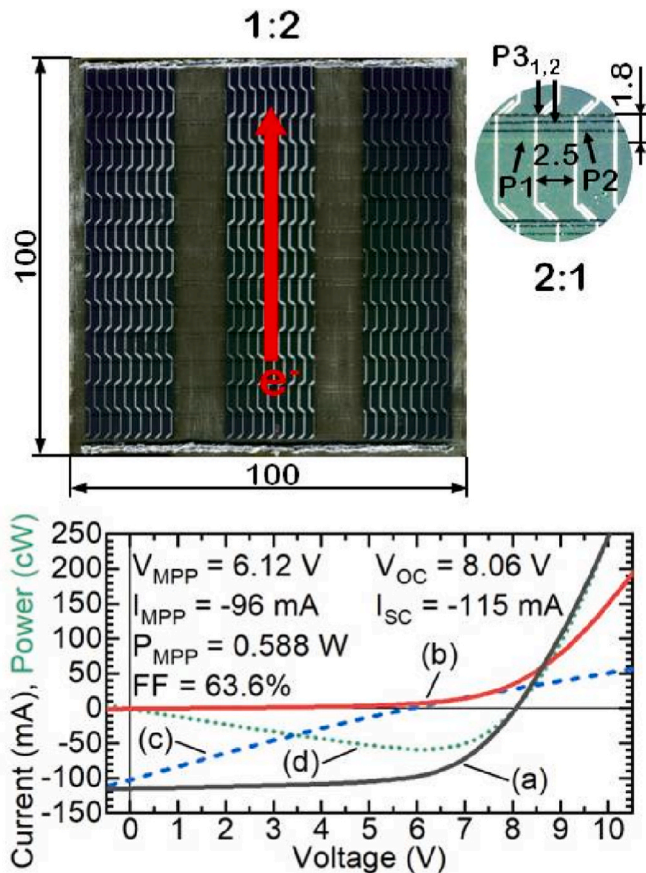 1:2
P3₁,₂
1.8
2.5
P1
P2
2:1
100
e⁻
100
Current (mA), Power (cW)
250
200
150
100
50
0
-50
-100
-150
V_MPP = 6.12 V
V_OC = 8.06 V
I_MPP = -96 mA
I_SC = -115 mA
P_MPP = 0.588 W
FF = 63.6%
(b)
(c)
(d)
(a)
0 1 2 3 4 5 6 7 8 9 10
Voltage (V)